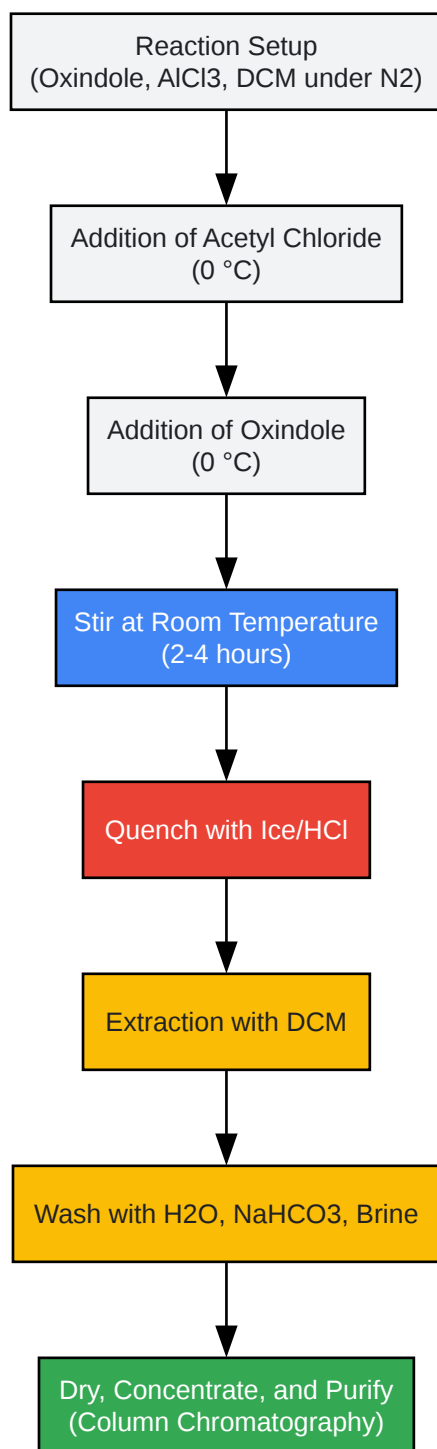 Reaction Setup
(Oxindole, AlCl3, DCM under N2)
Addition of Acetyl Chloride
(0 °C)
Addition of Oxindole
(0 °C)
Stir at Room Temperature
(2-4 hours)
Quench with Ice/HCl
Extraction with DCM
Wash with H2O, NaHCO3, Brine
Dry, Concentrate, and Purify
(Column Chromatography)